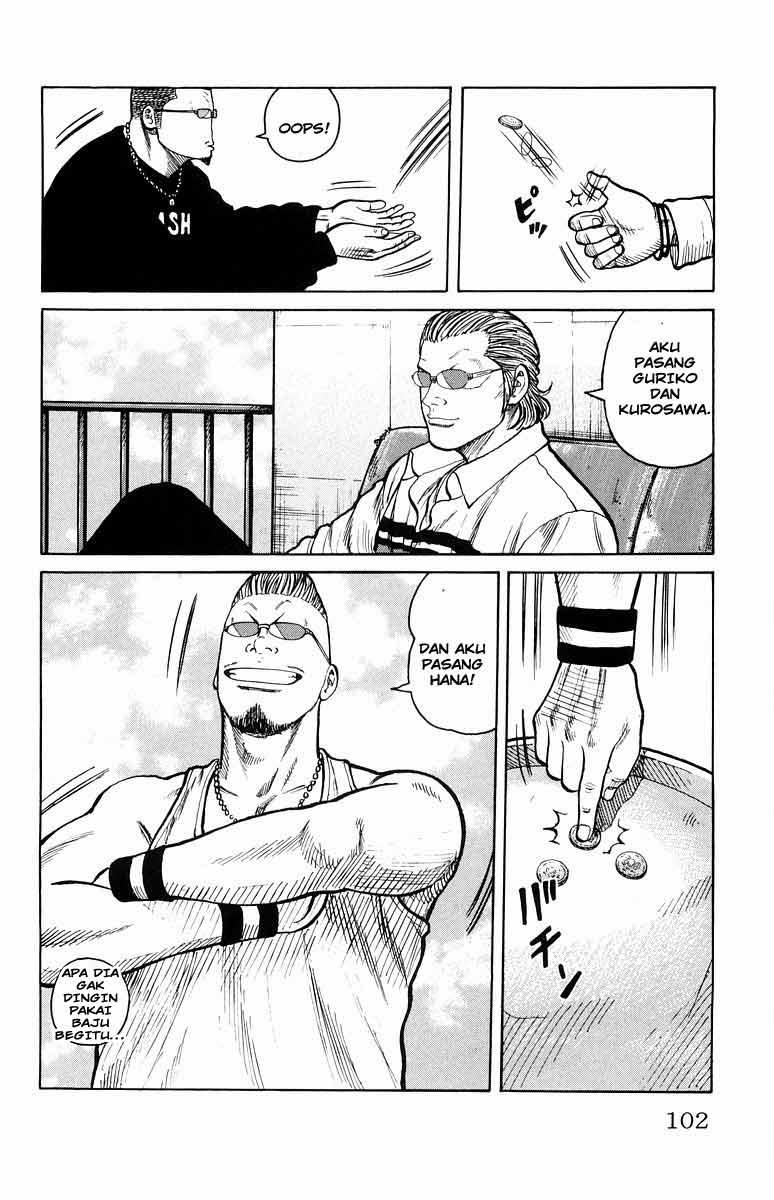 ピッ
OOPS!
ASH
AKU
PASANG
GURIKO
DAN
KUROSAWA.
DAN AKU
PASANG
HANA!
バチン
APA DIA
GAK
DINGIN
PAKAI
BAJU
BEGITU...
102